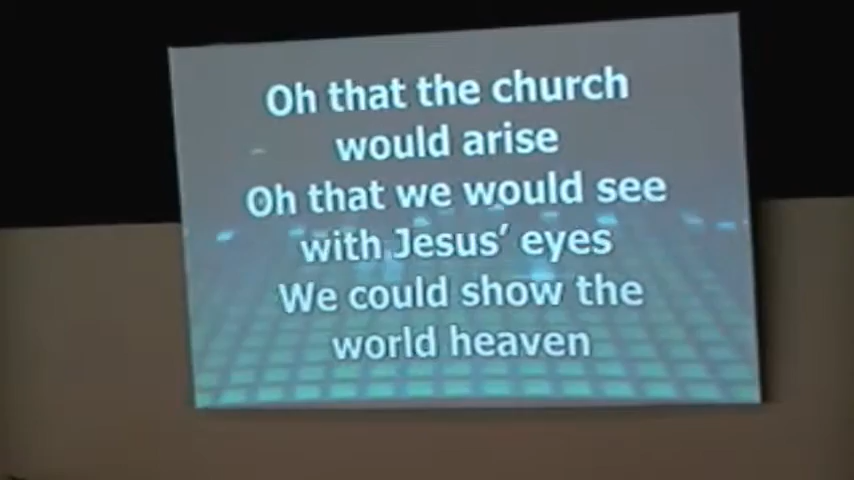 Oh that the church
would arise
Oh that we would see
with Jesus' eyes
We could show the
world heaven